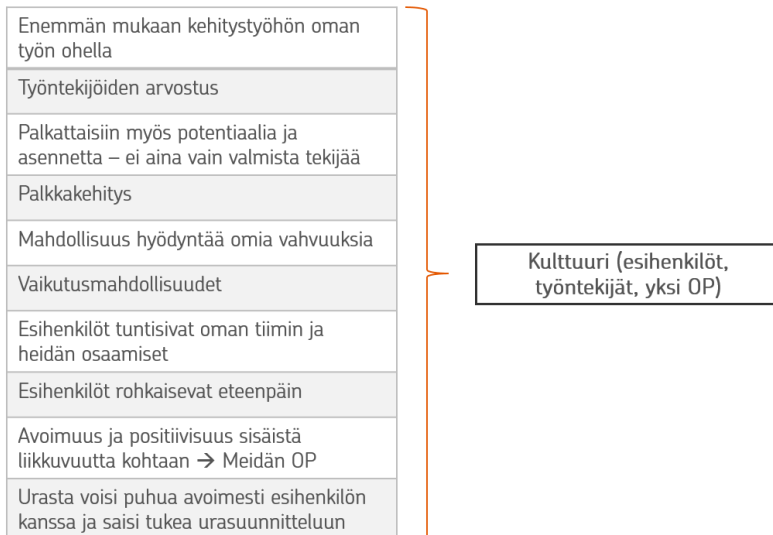 Enemmän mukaan kehitystyöhön oman
työn ohella
Työntekijöiden arvostus
Palkattaisiin myös potentiaalia ja
asennetta – ei aina vain valmista tekijää
Palkkakehitys
Mahdollisuus hyödyntää omia vahvuuksia
Vaikutusmahdollisuudet
Esihenkilöt tuntisivat oman tiimin ja
heidän osaamiset
Esihenkilöt rohkaisevat eteenpäin
Avoimuus ja positiivisuus sisäistä
liikkuvuutta kohtaan → Meidän OP
Urasta voisi puhua avoimesti esihenkilön
kanssa ja saisi tukea urasuunnitteluun
Kulttuuri (esihenkilöt,
työntekijät, yksi OP)